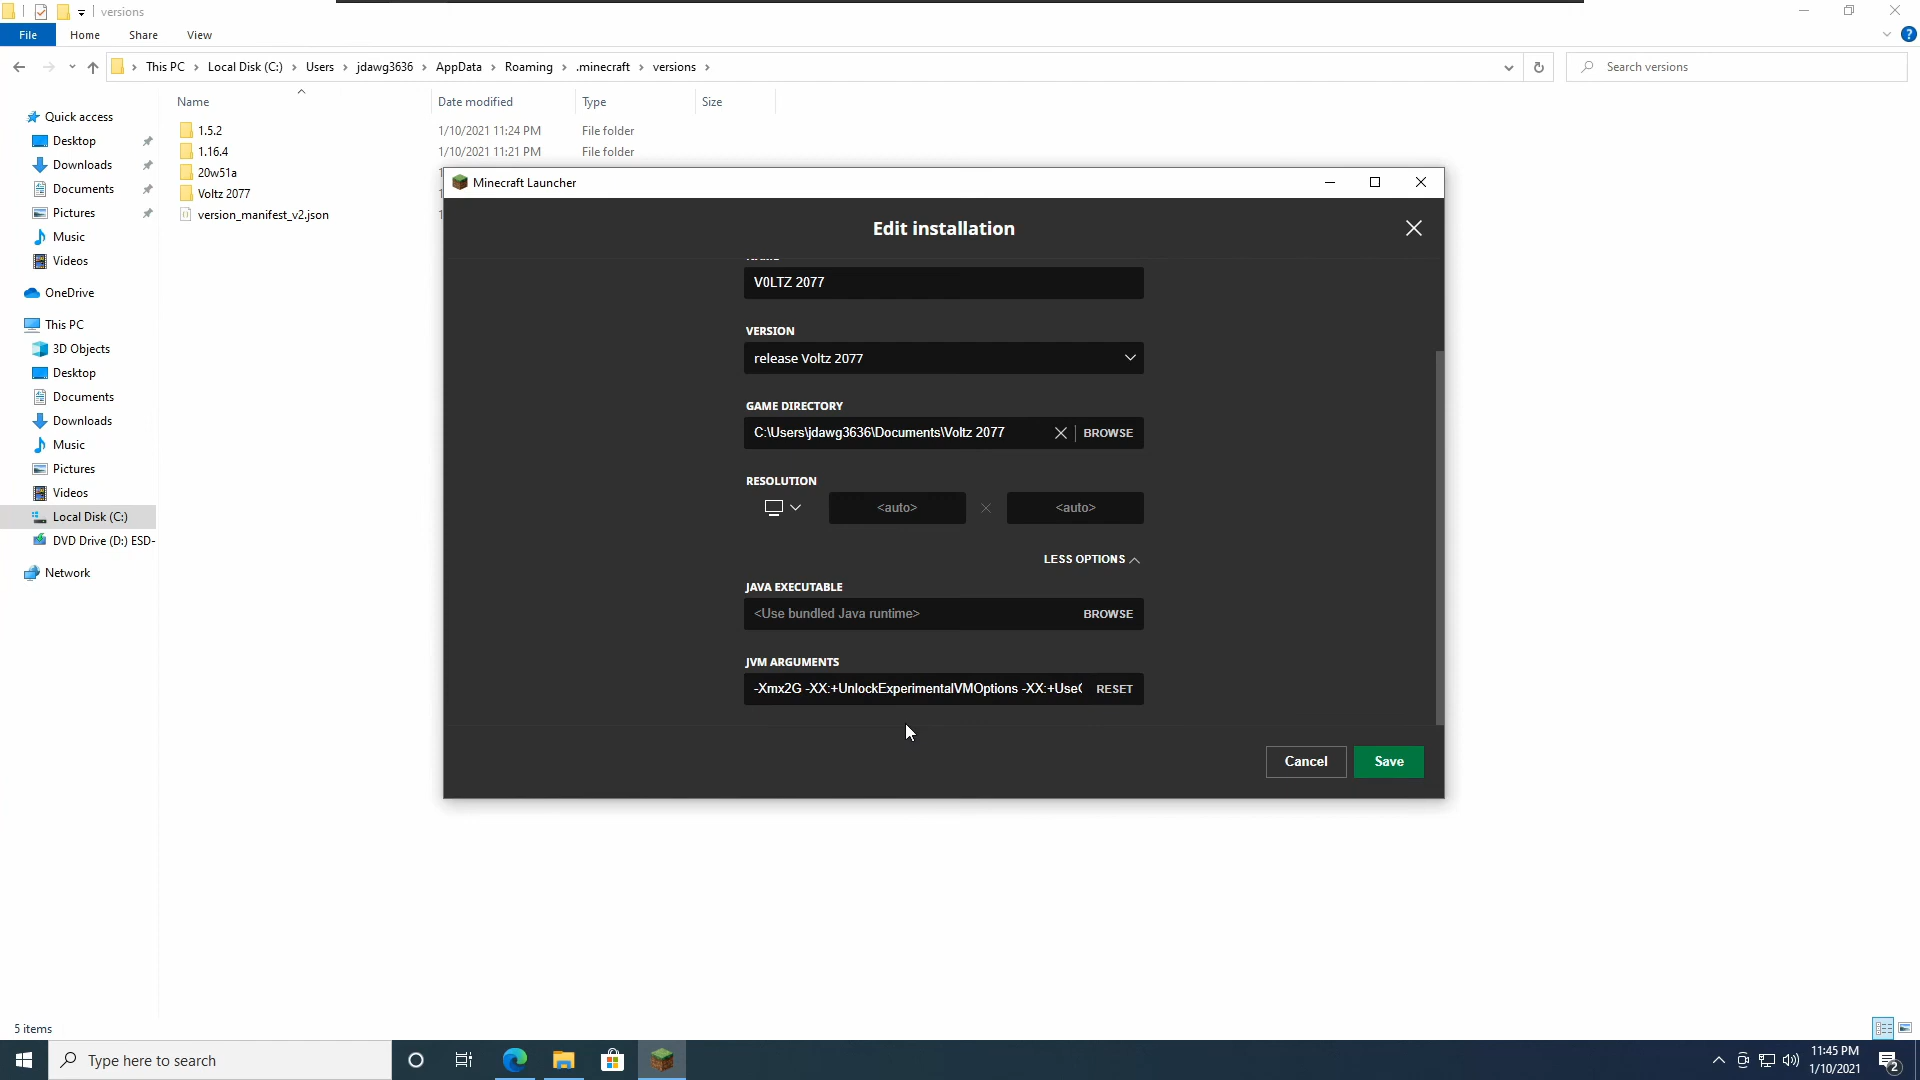 versions
File
Home
Share
View
This PC
Local Disk (C:)
Users
jdawg3636
AppData
Roaming
.minecraft
versions
Search versions
Name
Date modified
Type
Size
1.5.2
1/10/2021 11:24 PM
File folder
1.16.4
1/10/2021 11:21 PM
File folder
20w51a
Voltz 2077
version_manifest_v2.json
Quick access
Desktop
Downloads
Documents
Pictures
Music
Videos
OneDrive
This PC
3D Objects
Desktop
Documents
Downloads
Music
Pictures
Videos
Local Disk (C:)
DVD Drive (D:) ESD-
Network
Minecraft Launcher
Edit installation
V0LTZ 2077
VERSION
release Voltz 2077
GAME DIRECTORY
C:\Users\jdawg3636\Documents\Voltz 2077
BROWSE
RESOLUTION
<auto>
<auto>
LESS OPTIONS
JAVA EXECUTABLE
<Use bundled Java runtime>
BROWSE
JVM ARGUMENTS
-Xmx2G -XX:+UnlockExperimentalVMOptions -XX:+Use
RESET
Cancel
Save
5 items
Type here to search
11:45 PM
1/10/2021
2